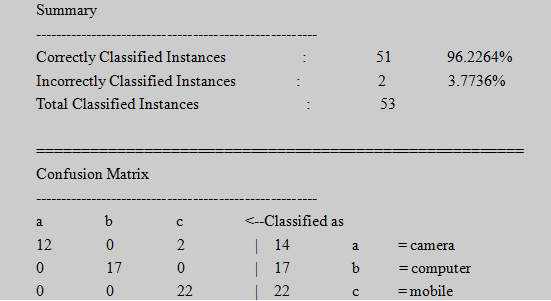 Summary
--------------------------------------------------------
Correctly Classified Instances : 51 96.2264%
Incorrectly Classified Instances : 2 3.7736%
Total Classified Instances : 53
=======================================================
Confusion Matrix
--------------------------------------------------------
a b c <--Classified as
12 0 2 | 14 a = camera
0 17 0 | 17 b = computer
0 0 22 | 22 c = mobile